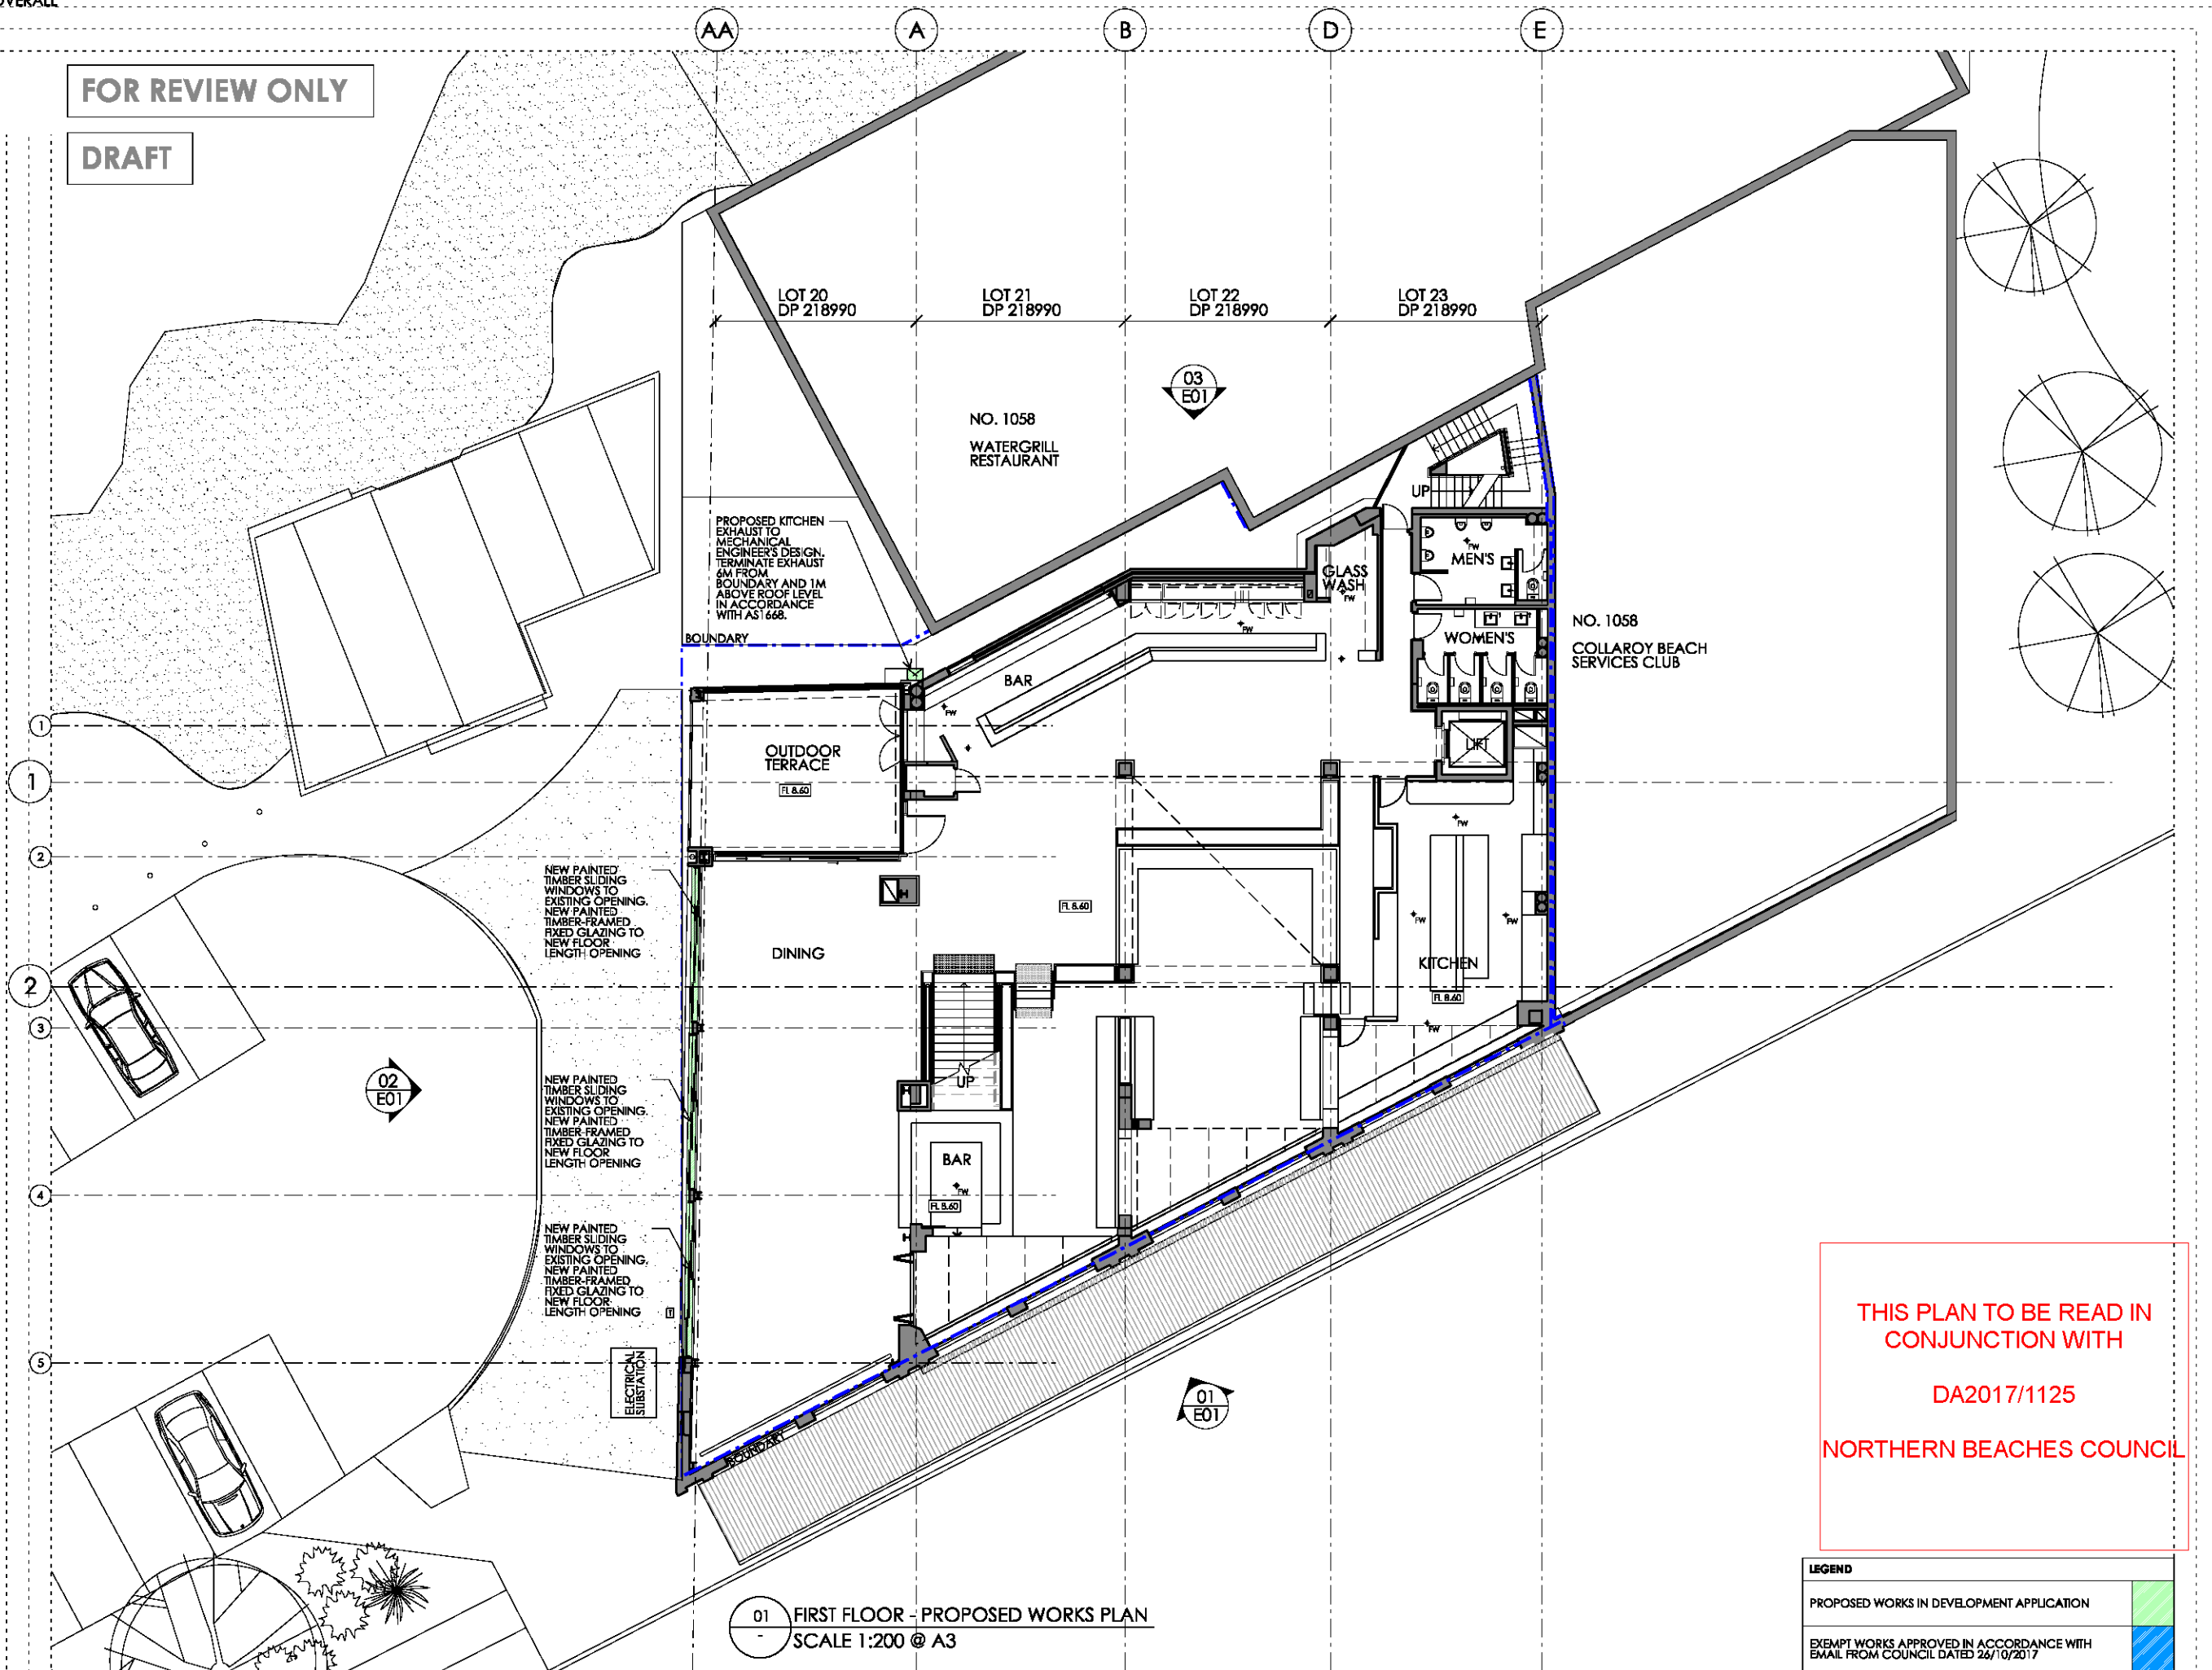 OVERALL
AA
A
B
D
E
FOR REVIEW ONLY
DRAFT
LOT 20
DP 218990
LOT 21
DP 218990
LOT 22
DP 218990
LOT 23
DP 218990
03
E01
NO. 1058
WATERGRILL
RESTAURANT
UP
PROPOSED KITCHEN
EXHAUST TO
MECHANICAL
ENGINEER'S DESIGN.
TERMINATE EXHAUST
6M FROM
BOUNDARY AND 1M
ABOVE ROOF LEVEL
IN ACCORDANCE
WITH AS1668.
BOUNDARY
GLASS
WASH
FW
MEN'S
FW
WOMEN'S
FW
NO. 1058
COLLAROY BEACH
SERVICES CLUB
BAR
FW
LIFT
1
OUTDOOR
TERRACE
FL 8.60
1
FW
2
NEW PAINTED
TIMBER SLIDING
WINDOWS TO
EXISTING OPENING.
NEW PAINTED
TIMBER-FRAMED
FIXED GLAZING TO
NEW FLOOR
LENGTH OPENING
FL 8.60
FW
FW
DINING
KITCHEN
FL 8.60
2
3
FW
UP
02
E01
NEW PAINTED
TIMBER SLIDING
WINDOWS TO
EXISTING OPENING.
NEW PAINTED
TIMBER-FRAMED
FIXED GLAZING TO
NEW FLOOR
LENGTH OPENING
BAR
FW
FL 8.60
4
NEW PAINTED
TIMBER SLIDING
WINDOWS TO
EXISTING OPENING.
NEW PAINTED
TIMBER-FRAMED
FIXED GLAZING TO
NEW FLOOR
LENGTH OPENING
5
ELECTRICAL
SUBSTATION
BOUNDARY
01
E01
THIS PLAN TO BE READ IN
CONJUNCTION WITH
DA2017/1125
NORTHERN BEACHES COUNCIL
01
-
FIRST FLOOR - PROPOSED WORKS PLAN
SCALE 1:200 @ A3
LEGEND
PROPOSED WORKS IN DEVELOPMENT APPLICATION
EXEMPT WORKS APPROVED IN ACCORDANCE WITH
EMAIL FROM COUNCIL DATED 26/10/2017